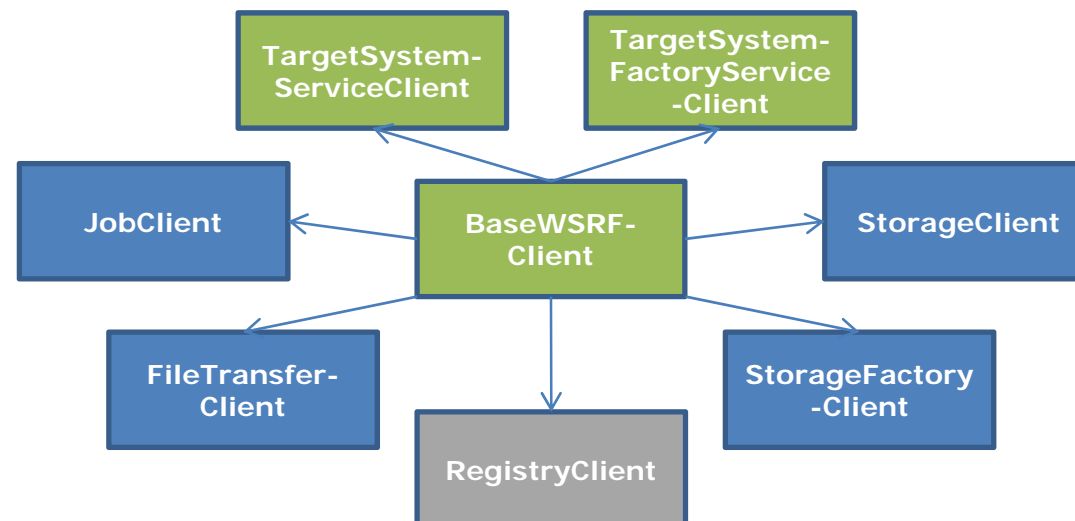 TargetSystem-
ServiceClient
TargetSystem-
FactoryService
-Client
JobClient
BaseWSRF-
Client
StorageClient
FileTransfer-
Client
StorageFactory
-Client
RegistryClient